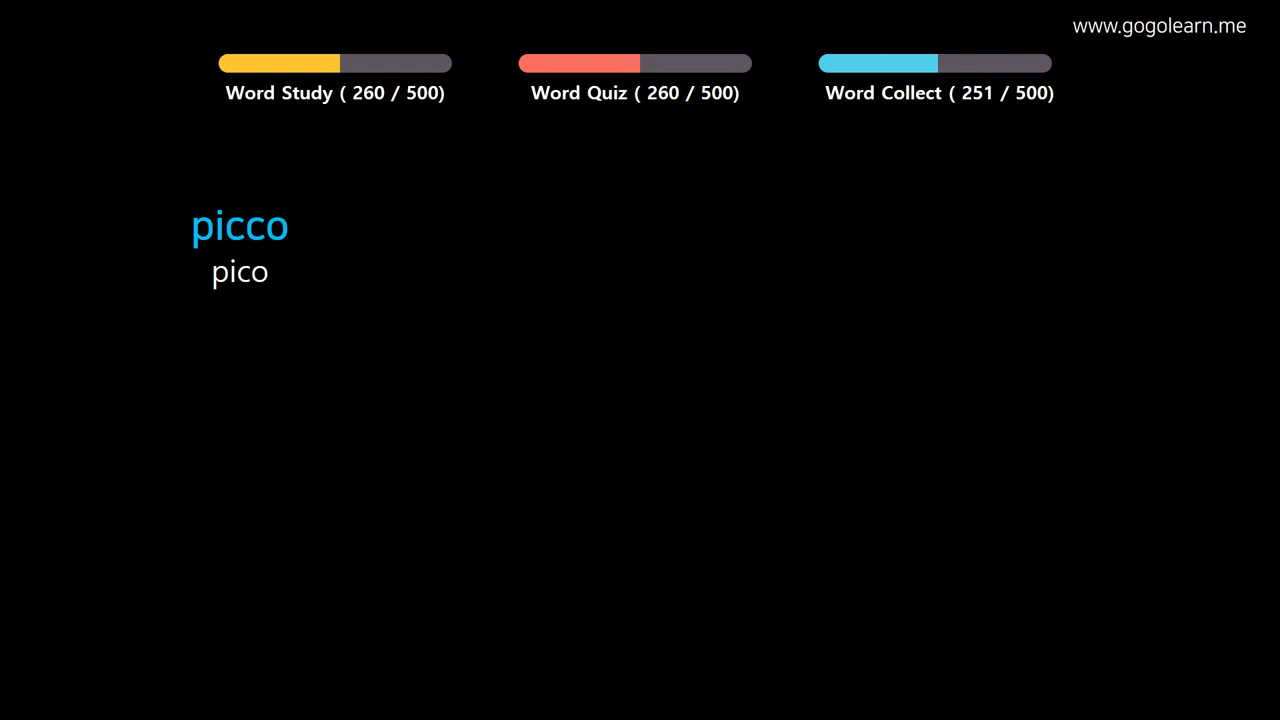 www.gogolearn.me
Word Study ( 260 / 500)
Word Quiz ( 260 / 500)
Word Collect ( 251 / 500)
picco
pico